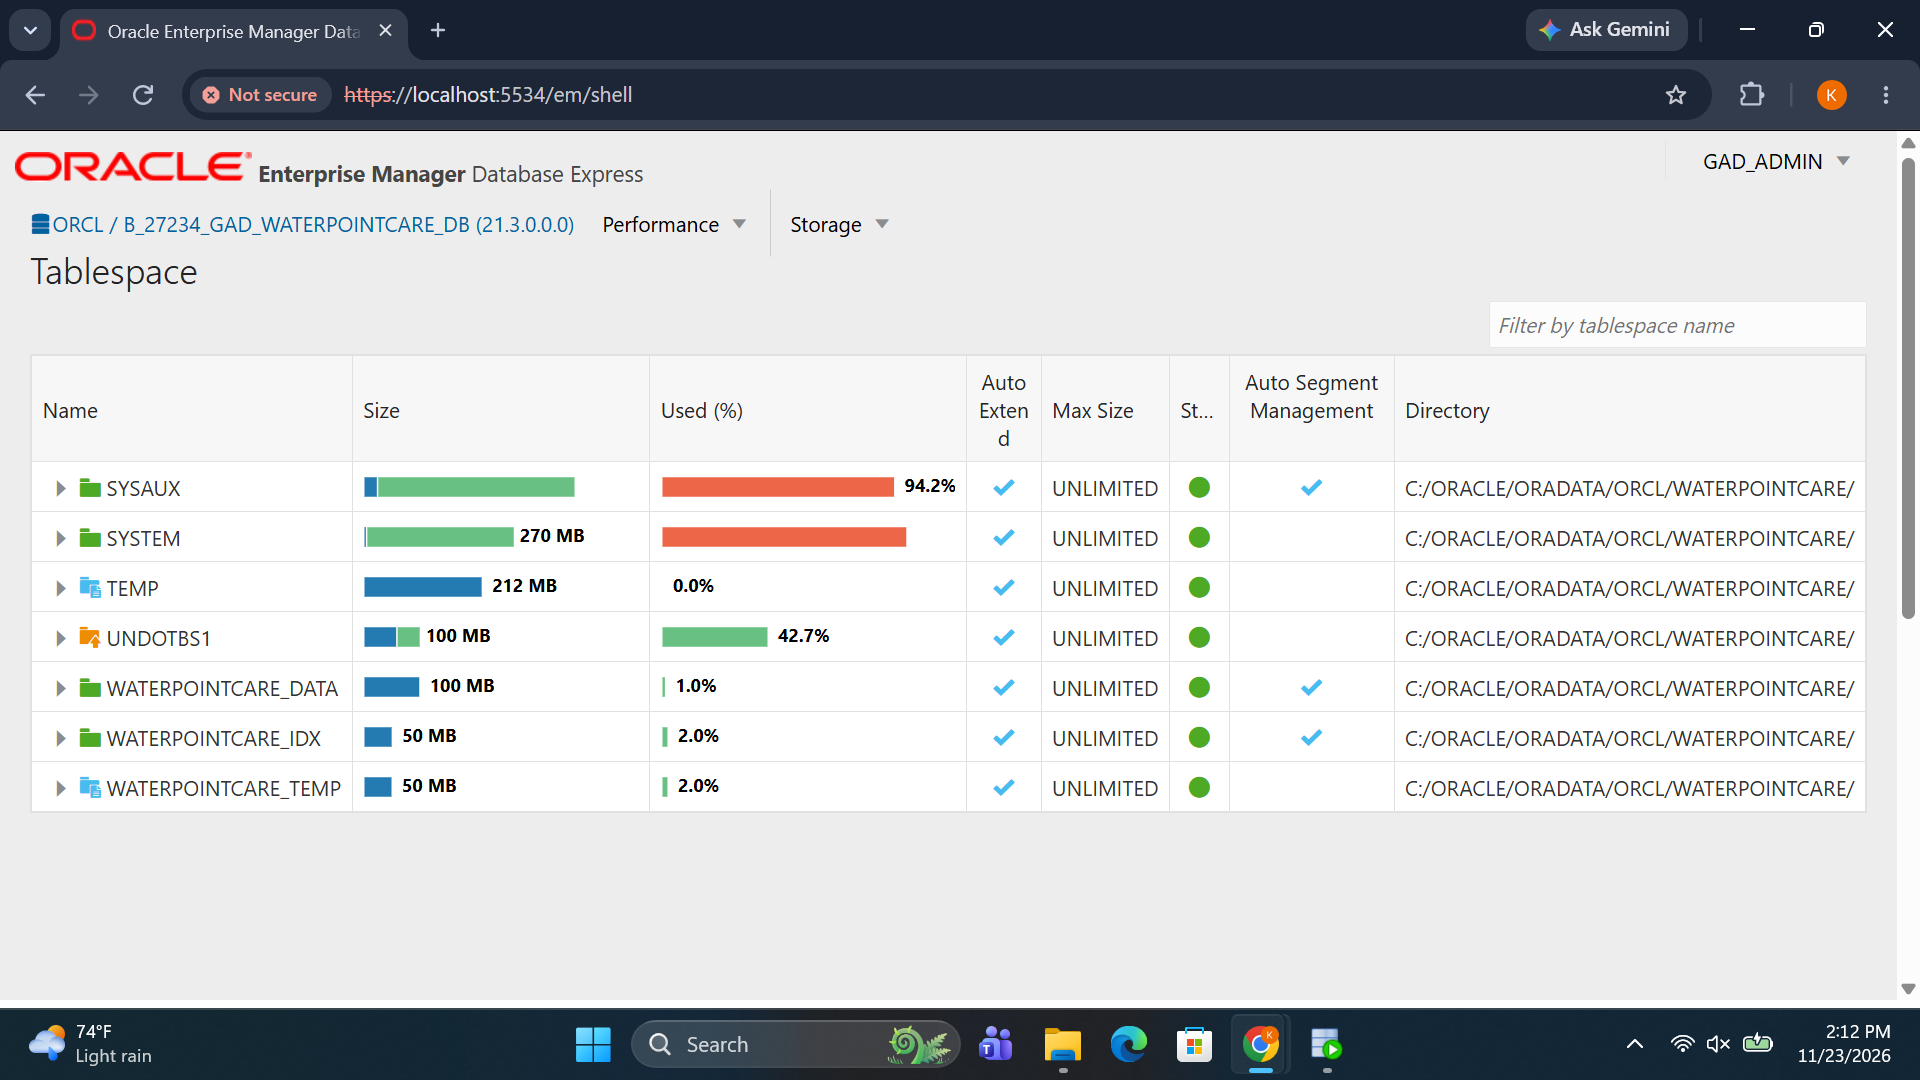 Oracle Enterprise Manager Data
Ask Gemini
Not secure
https://localhost:5534/em/shell
K
ORACLE® Enterprise Manager Database Express
GAD_ADMIN
ORCL / B_27234_GAD_WATERPOINTCARE_DB (21.3.0.0.0) Performance Storage
Tablespace
Filter by tablespace name
Name Size Used (%) Auto Extend Max Size St... Auto Segment Management Directory
SYSAUX 94.2% UNLIMITED C:/ORACLE/ORADATA/ORCL/WATERPOINTCARE/
SYSTEM 270 MB UNLIMITED C:/ORACLE/ORADATA/ORCL/WATERPOINTCARE/
TEMP 212 MB 0.0% UNLIMITED C:/ORACLE/ORADATA/ORCL/WATERPOINTCARE/
UNDOTBS1 100 MB 42.7% UNLIMITED C:/ORACLE/ORADATA/ORCL/WATERPOINTCARE/
WATERPOINTCARE_DATA 100 MB 1.0% UNLIMITED C:/ORACLE/ORADATA/ORCL/WATERPOINTCARE/
WATERPOINTCARE_IDX 50 MB 2.0% UNLIMITED C:/ORACLE/ORADATA/ORCL/WATERPOINTCARE/
WATERPOINTCARE_TEMP 50 MB 2.0% UNLIMITED C:/ORACLE/ORADATA/ORCL/WATERPOINTCARE/
74°F
Light rain
Search
2:12 PM
11/23/2026